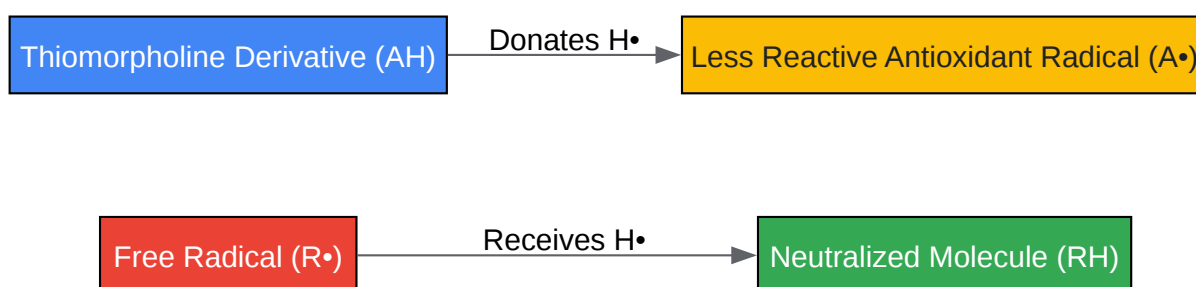 Thiomorpholine Derivative (AH)
Donates H•
Less Reactive Antioxidant Radical (A•)
Free Radical (R•)
Receives H•
Neutralized Molecule (RH)